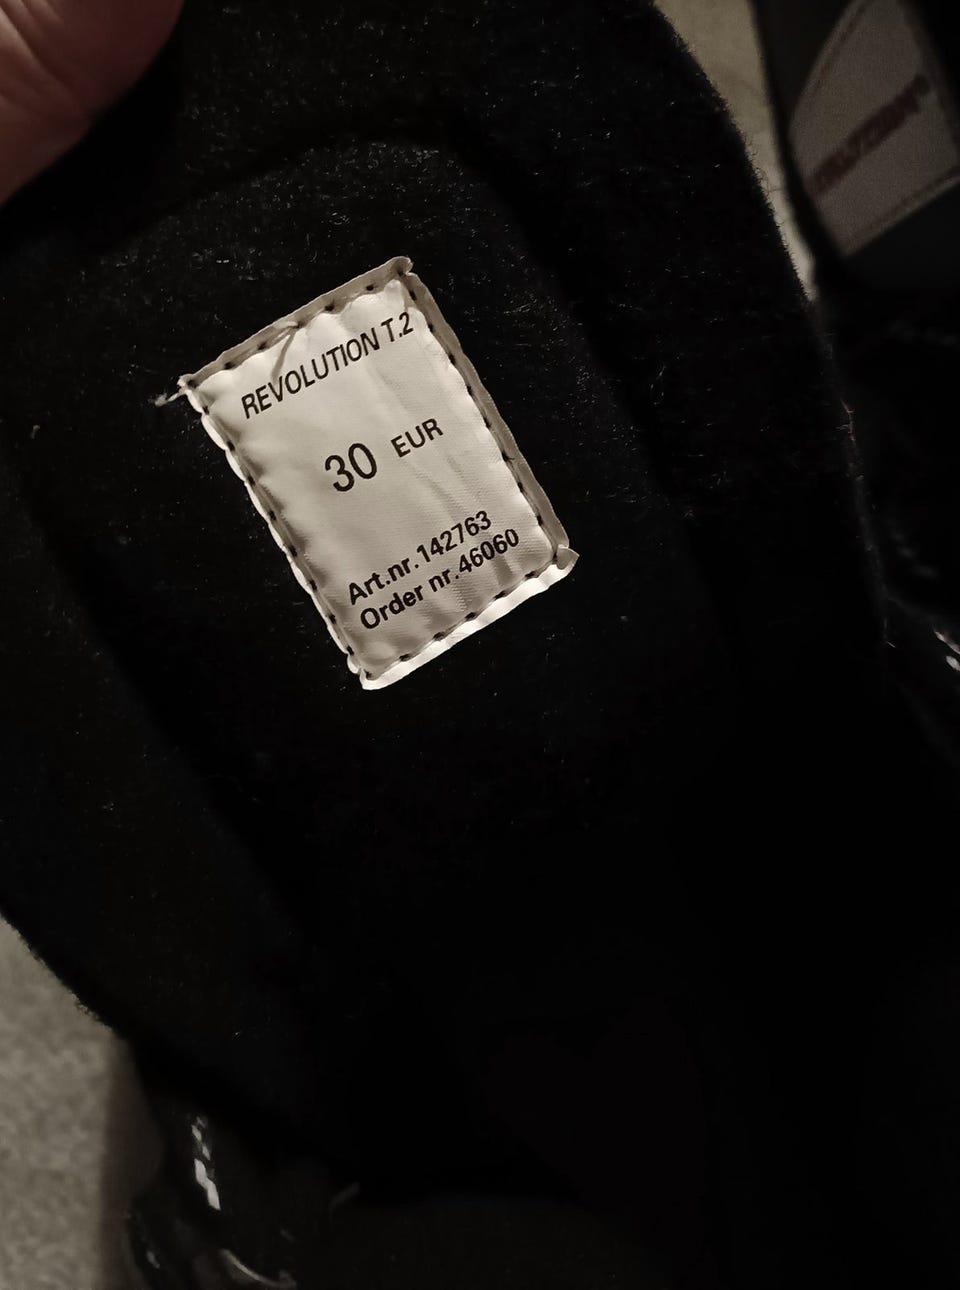 REVOLUTION T.2
30 EUR
Art.nr.142763
Order nr.46060